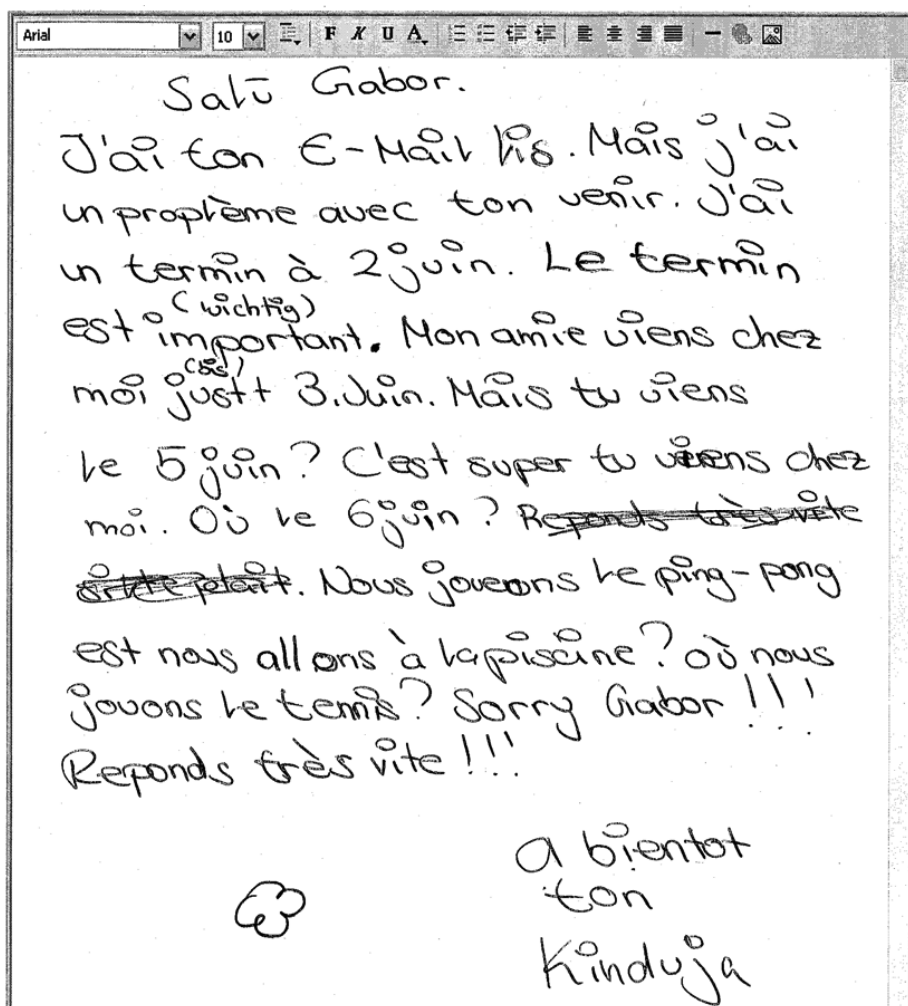 Arial 10 F K U A
Salū Gabor.
J'ai ton E-Mail lis. Mais j'ai
un proplème avec ton venir. J'ai
un termin à 2 juin. Le termin
(wichtig)
est important. Mon amie viens chez
(bis)
moi justt 3. Juin. Mais tu viens
le 5 juin? C'est super tu viens chez
moi. Où le 6 juin? Reponds très vite
. Nous joueons le ping-pong
est nous allons à la piscine? où nous
jouons le tennis? Sorry Gabor!!!
Reponds très vite!!!
a bientot
ton
Kinduja